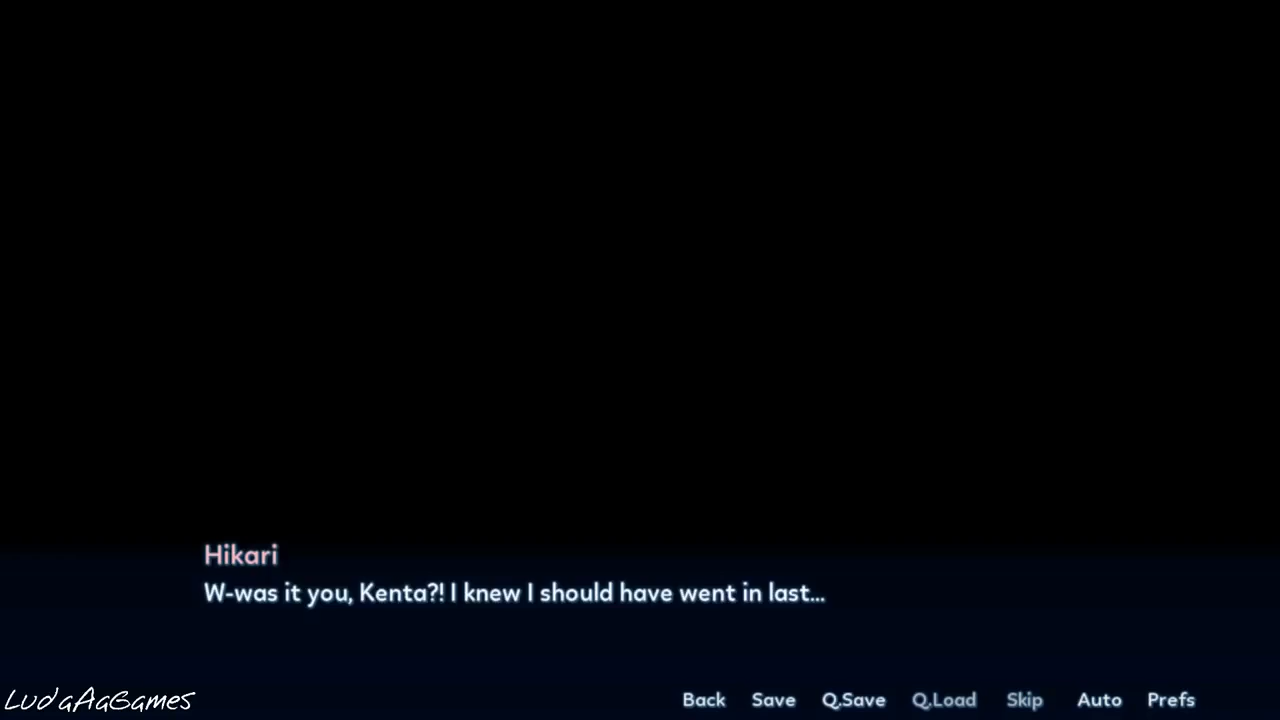 Hikari
W-was it you, Kenta?! I knew I should have went in last...
LudaAaGames
Back Save Q.Save Q.Load Skip Auto Prefs